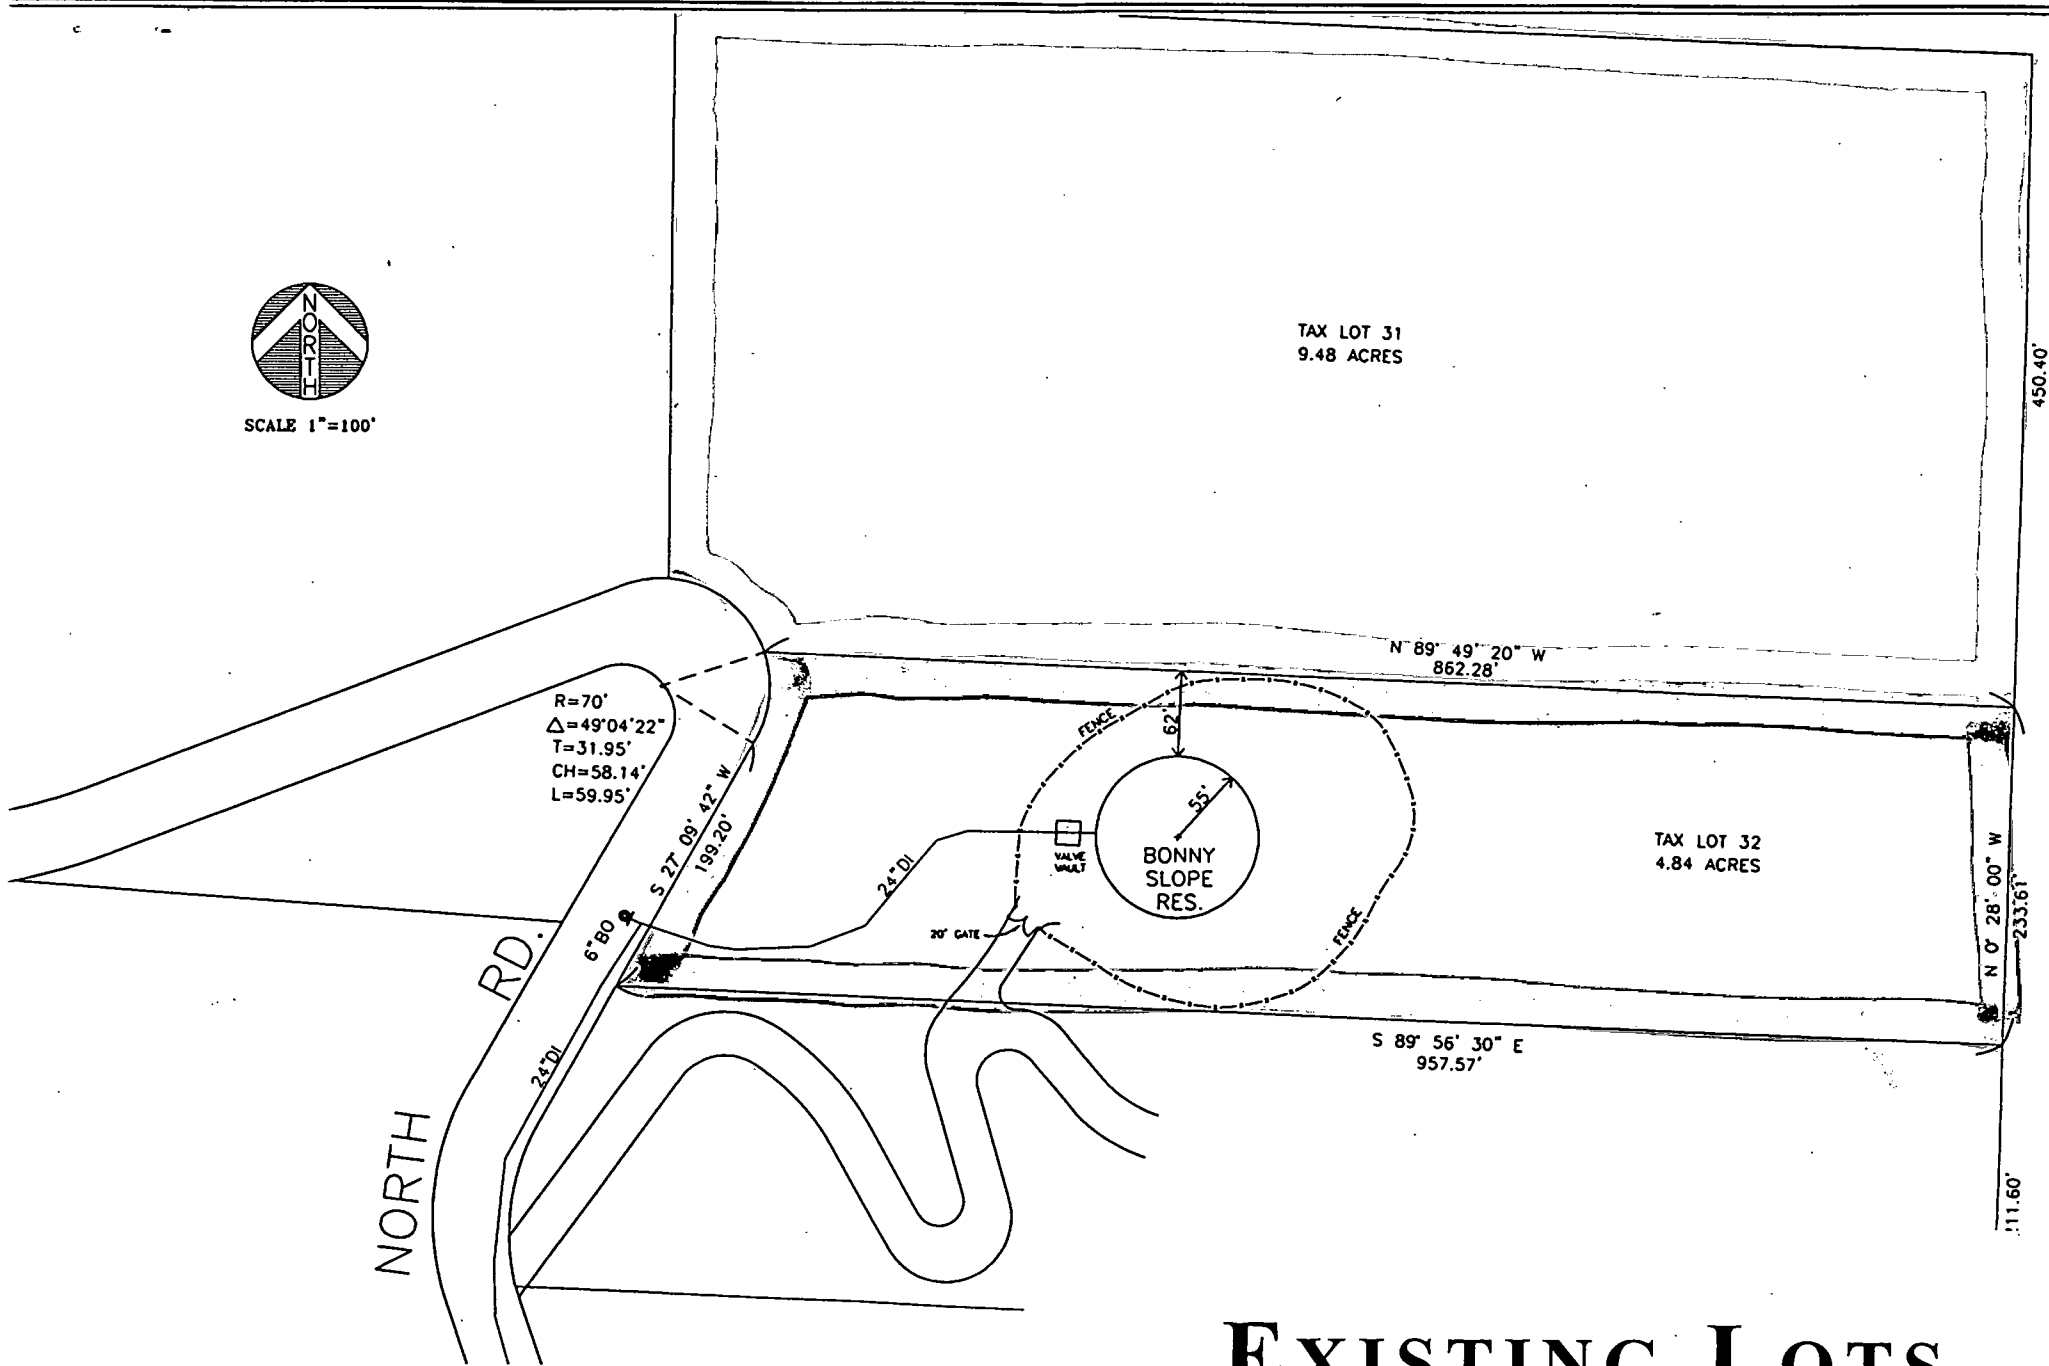 NORTH
SCALE 1"=100'
TAX LOT 31
9.48 ACRES
450.40'
N 89° 49' 20" W
862.28'
R=70'
△=49°04'22"
T=31.95'
CH=58.14'
L=59.95'
S 27° 09' 42" W
199.20'
FENCE
62'
55'
VALVE
VAULT
BONNY
SLOPE
RES.
24"DI
TAX LOT 32
4.84 ACRES
N 0° 28' 00" W
233.61'
6"BO
20' GATE
FENCE
RD.
24"DI
NORTH
S 89° 56' 30" E
957.57'
11.60'
EXISTING LOTS